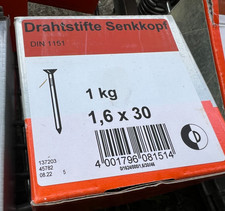 Drahtstifte Senkkopf
DIN 1151
1 kg
1,6 x 30
137203
45782
08.22
4 001796 081514